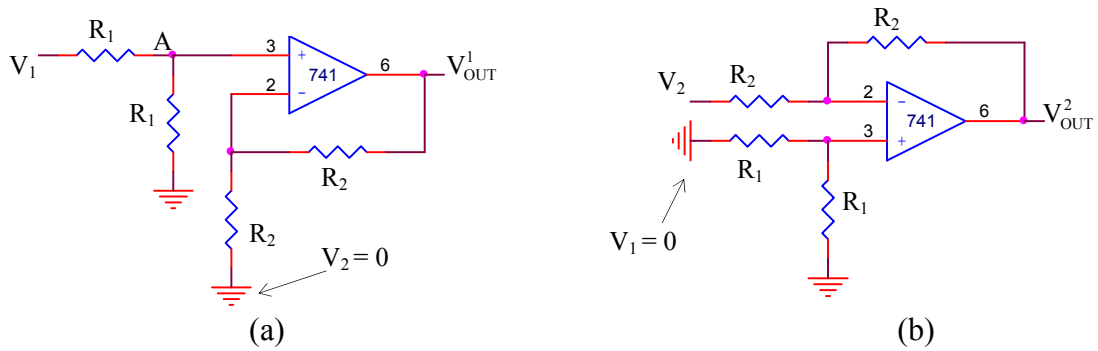 R₁
A
V₁
3
+
741
6
V¹OUT
2
−
R₁
R₂
R₂
V₂ = 0
(a)
R₂
V₂
R₂
2
−
741
6
V²OUT
3
+
R₁
R₁
V₁ = 0
(b)